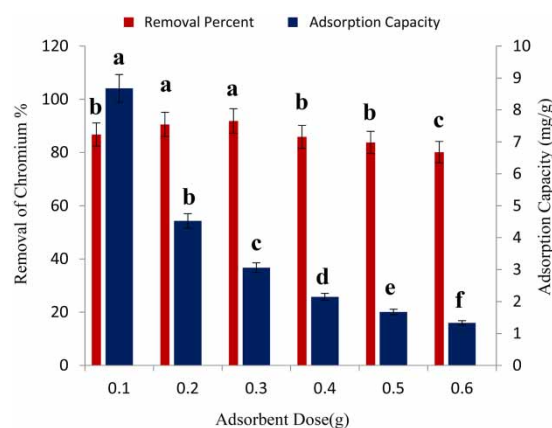 Removal Percent Adsorption Capacity
Removal of Chromium %
120
100
80
60
40
20
0
b a a b b c
a b c d e f
10
9
8
7
6
5
4
3
2
1
0
Adsorption Capacity (mg/g)
0.1 0.2 0.3 0.4 0.5 0.6
Adsorbent Dose(g)